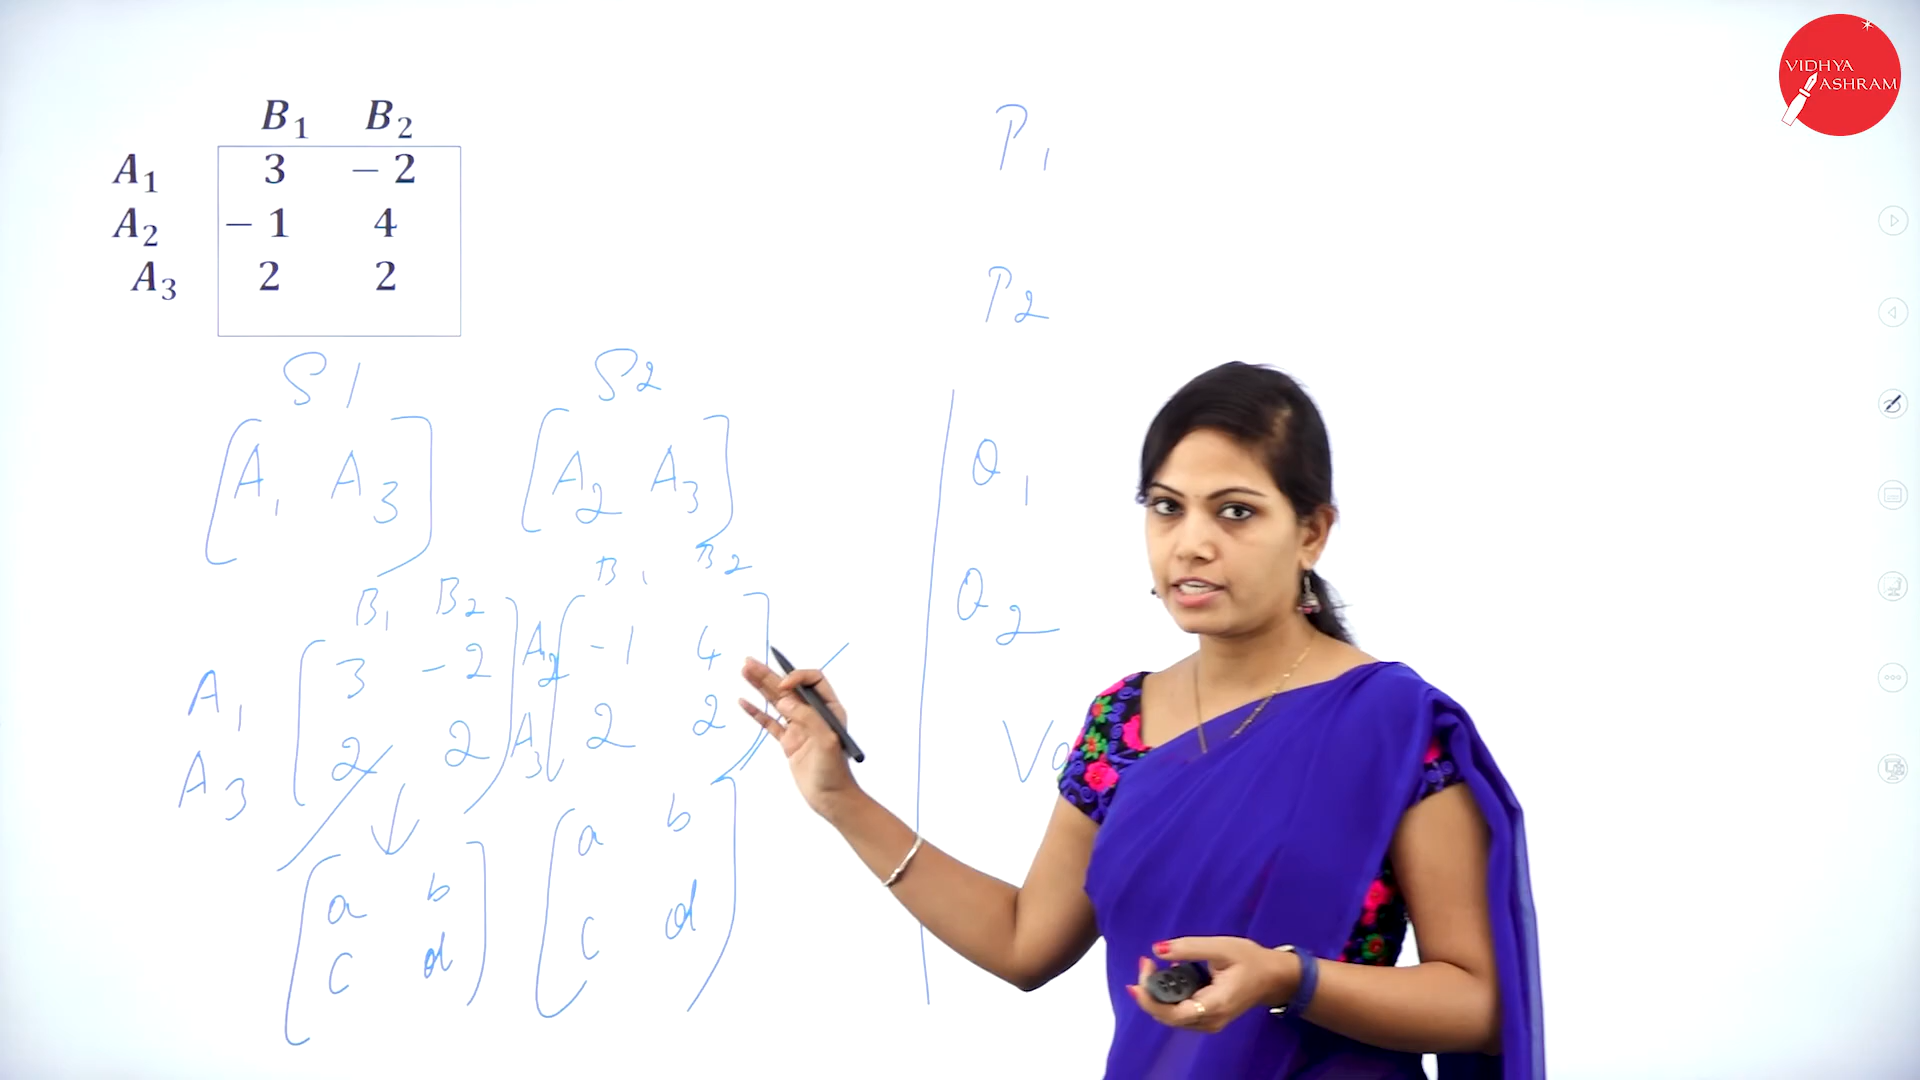 VIDHYA
ASHRAM
B1 B2
A1 3 − 2
A2 − 1 4
A3 2 2
S1 S2
[A1 A3] [A2 A3]
B1 B2
A1 [3 -2]
A3 [2 2]
B1 B2
A2 [-1 4]
A3 [2 2]
[a b]
[c d]
[a b]
[c d]
P1
P2
Q1
Q2